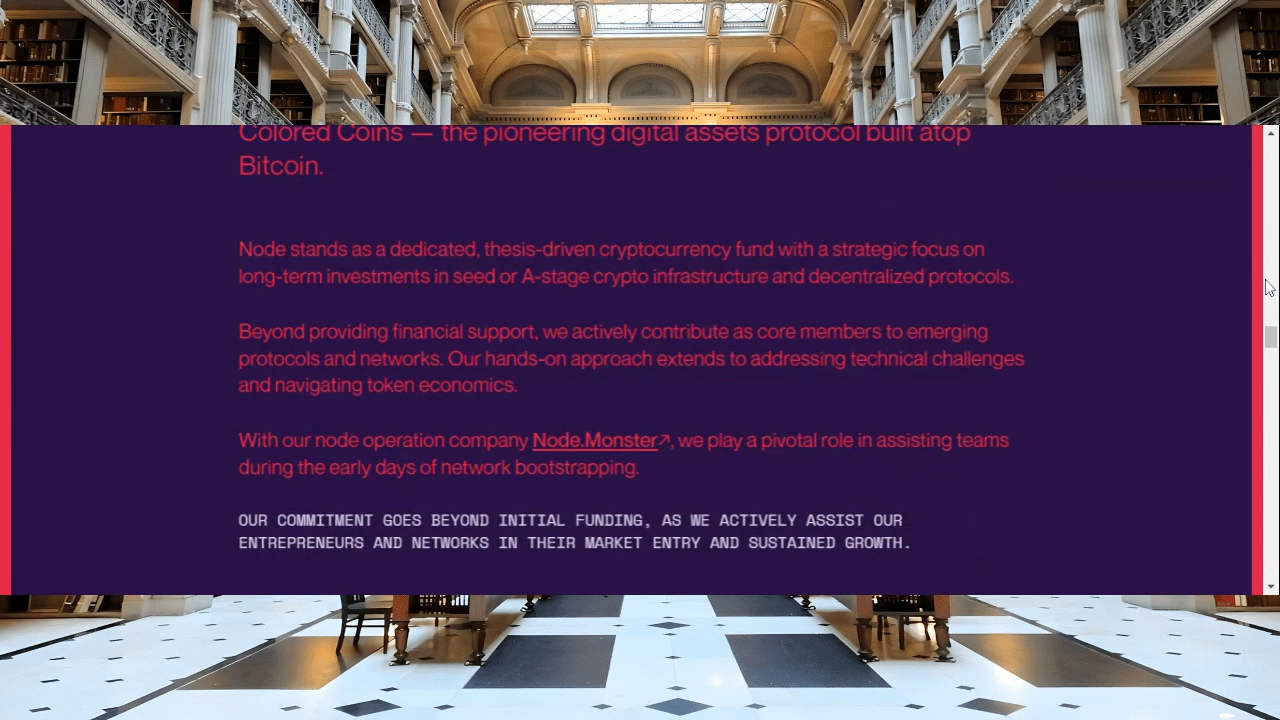 Colored Coins — the pioneering digital assets protocol built atop
Bitcoin.
Node stands as a dedicated, thesis-driven cryptocurrency fund with a strategic focus on
long-term investments in seed or A-stage crypto infrastructure and decentralized protocols.
Beyond providing financial support, we actively contribute as core members to emerging
protocols and networks. Our hands-on approach extends to addressing technical challenges
and navigating token economics.
With our node operation company Node.Monster↗, we play a pivotal role in assisting teams
during the early days of network bootstrapping.
OUR COMMITMENT GOES BEYOND INITIAL FUNDING, AS WE ACTIVELY ASSIST OUR
ENTREPRENEURS AND NETWORKS IN THEIR MARKET ENTRY AND SUSTAINED GROWTH.